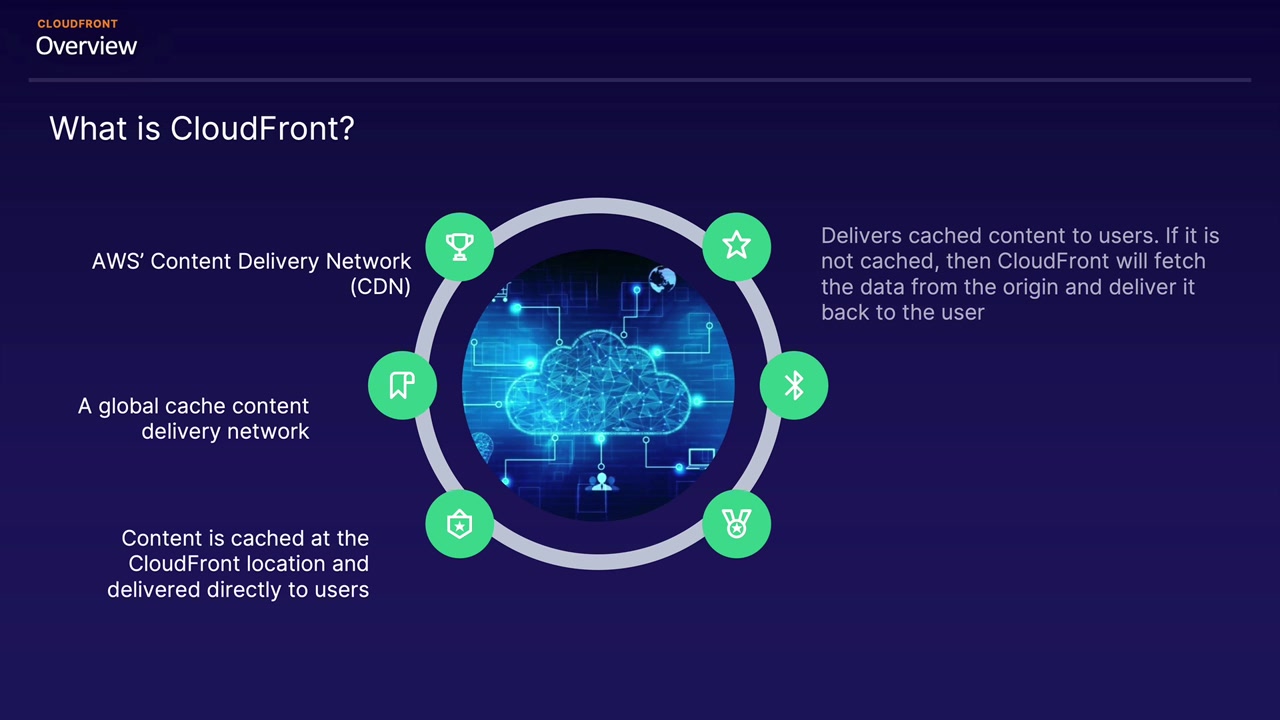 CLOUDFRONT
Overview
What is CloudFront?
AWS’ Content Delivery Network
(CDN)
A global cache content
delivery network
Content is cached at the
CloudFront location and
delivered directly to users
Delivers cached content to users. If it is
not cached, then CloudFront will fetch
the data from the origin and deliver it
back to the user